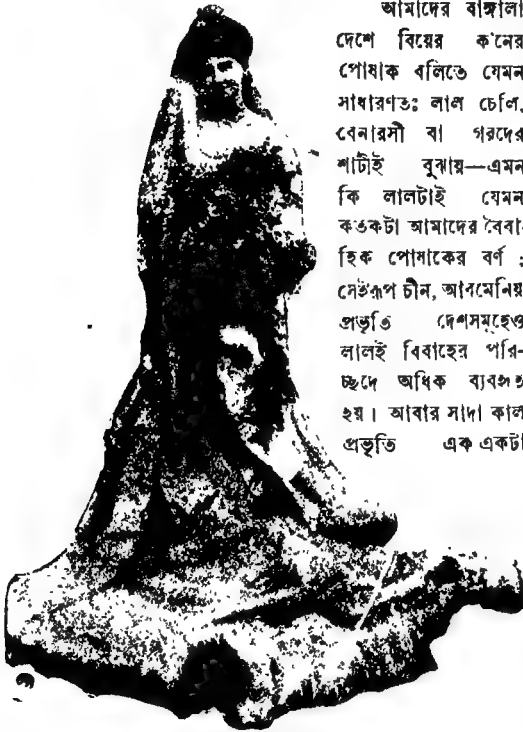 আমাদের বাঙ্গালা
দেশে বিয়ের ক'নের
পোষাক বলিতে যেমন
সাধারণতঃ লাল চেলি,
বেনারসী বা গরদের
শাটীই বুঝায়—এমন
কি লালটাই যেমন
কতকটা আমাদের বৈবা-
হিক পোসাকের বর্ণ ;
সেইরূপ চীন, আরমেনিয়
প্রভৃতি দেশসমূহেও
লালই বিবাহের পরি-
চ্ছদে অধিক ব্যবহৃত
হয়। আবার সাদা কাল
প্রভৃতি এক একটা